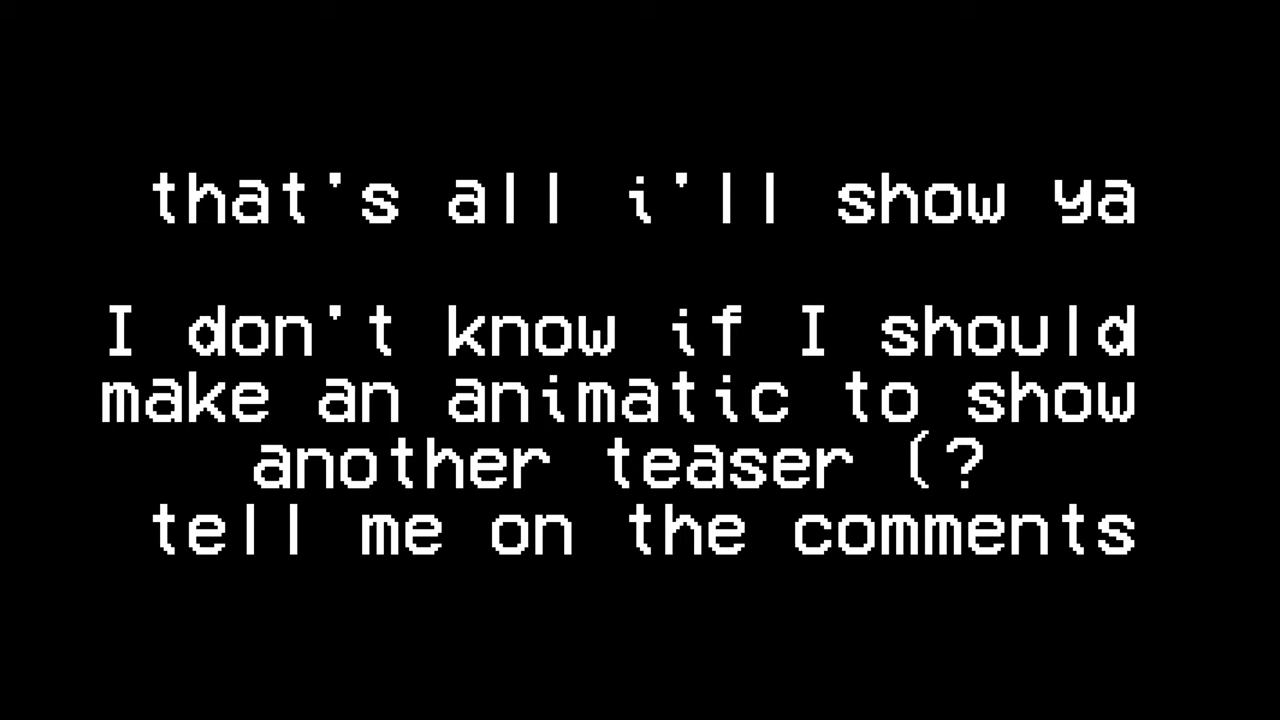 that's all i'll show ya
I don't know if I should
make an animatic to show
another teaser (?
tell me on the comments